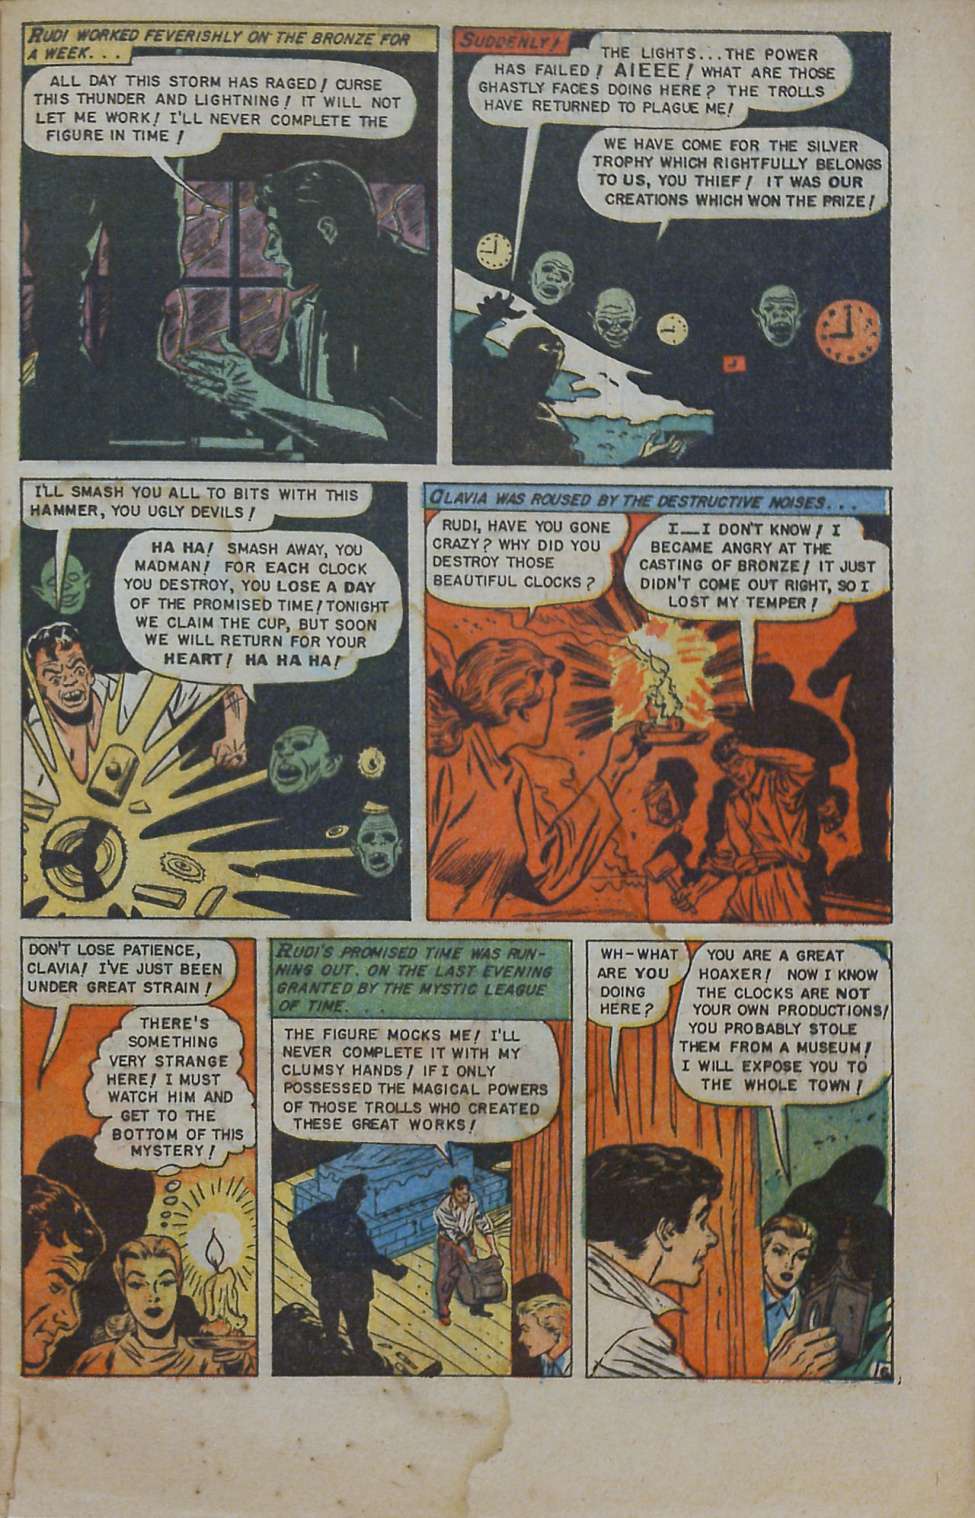 RUDI WORKED FEVERISHLY ON THE BRONZE FOR
A WEEK...
ALL DAY THIS STORM HAS RAGED! CURSE
THIS THUNDER AND LIGHTNING! IT WILL NOT
LET ME WORK! I'LL NEVER COMPLETE THE
FIGURE IN TIME!
SUDDENLY!
THE LIGHTS...THE POWER
HAS FAILED! AIEEE! WHAT ARE THOSE
GHASTLY FACES DOING HERE? THE TROLLS
HAVE RETURNED TO PLAGUE ME!
WE HAVE COME FOR THE SILVER
TROPHY WHICH RIGHTFULLY BELONGS
TO US, YOU THIEF! IT WAS OUR
CREATIONS WHICH WON THE PRIZE!
I'LL SMASH YOU ALL TO BITS WITH THIS
HAMMER, YOU UGLY DEVILS!
HA HA! SMASH AWAY, YOU
MADMAN! FOR EACH CLOCK
YOU DESTROY, YOU LOSE A DAY
OF THE PROMISED TIME! TONIGHT
WE CLAIM THE CUP, BUT SOON
WE WILL RETURN FOR YOUR
HEART! HA HA HA!
CLAVIA WAS ROUSED BY THE DESTRUCTIVE NOISES...
RUDI, HAVE YOU GONE
CRAZY? WHY DID YOU
DESTROY THOSE
BEAUTIFUL CLOCKS?
I--I DON'T KNOW! I
BECAME ANGRY AT THE
CASTING OF BRONZE! IT JUST
DIDN'T COME OUT RIGHT, SO I
LOST MY TEMPER!
DON'T LOSE PATIENCE,
CLAVIA! I'VE JUST BEEN
UNDER GREAT STRAIN!
THERE'S
SOMETHING
VERY STRANGE
HERE! I MUST
WATCH HIM AND
GET TO THE
BOTTOM OF THIS
MYSTERY!
RUDI'S PROMISED TIME WAS RUN-
NING OUT. ON THE LAST EVENING
GRANTED BY THE MYSTIC LEAGUE
OF TIME....
THE FIGURE MOCKS ME! I'LL
NEVER COMPLETE IT WITH MY
CLUMSY HANDS! IF I ONLY
POSSESSED THE MAGICAL POWERS
OF THOSE TROLLS WHO CREATED
THESE GREAT WORKS!
WH-WHAT
ARE YOU
DOING
HERE?
YOU ARE A GREAT
HOAXER! NOW I KNOW
THE CLOCKS ARE NOT
YOUR OWN PRODUCTIONS!
YOU PROBABLY STOLE
THEM FROM A MUSEUM!
I WILL EXPOSE YOU TO
THE WHOLE TOWN!